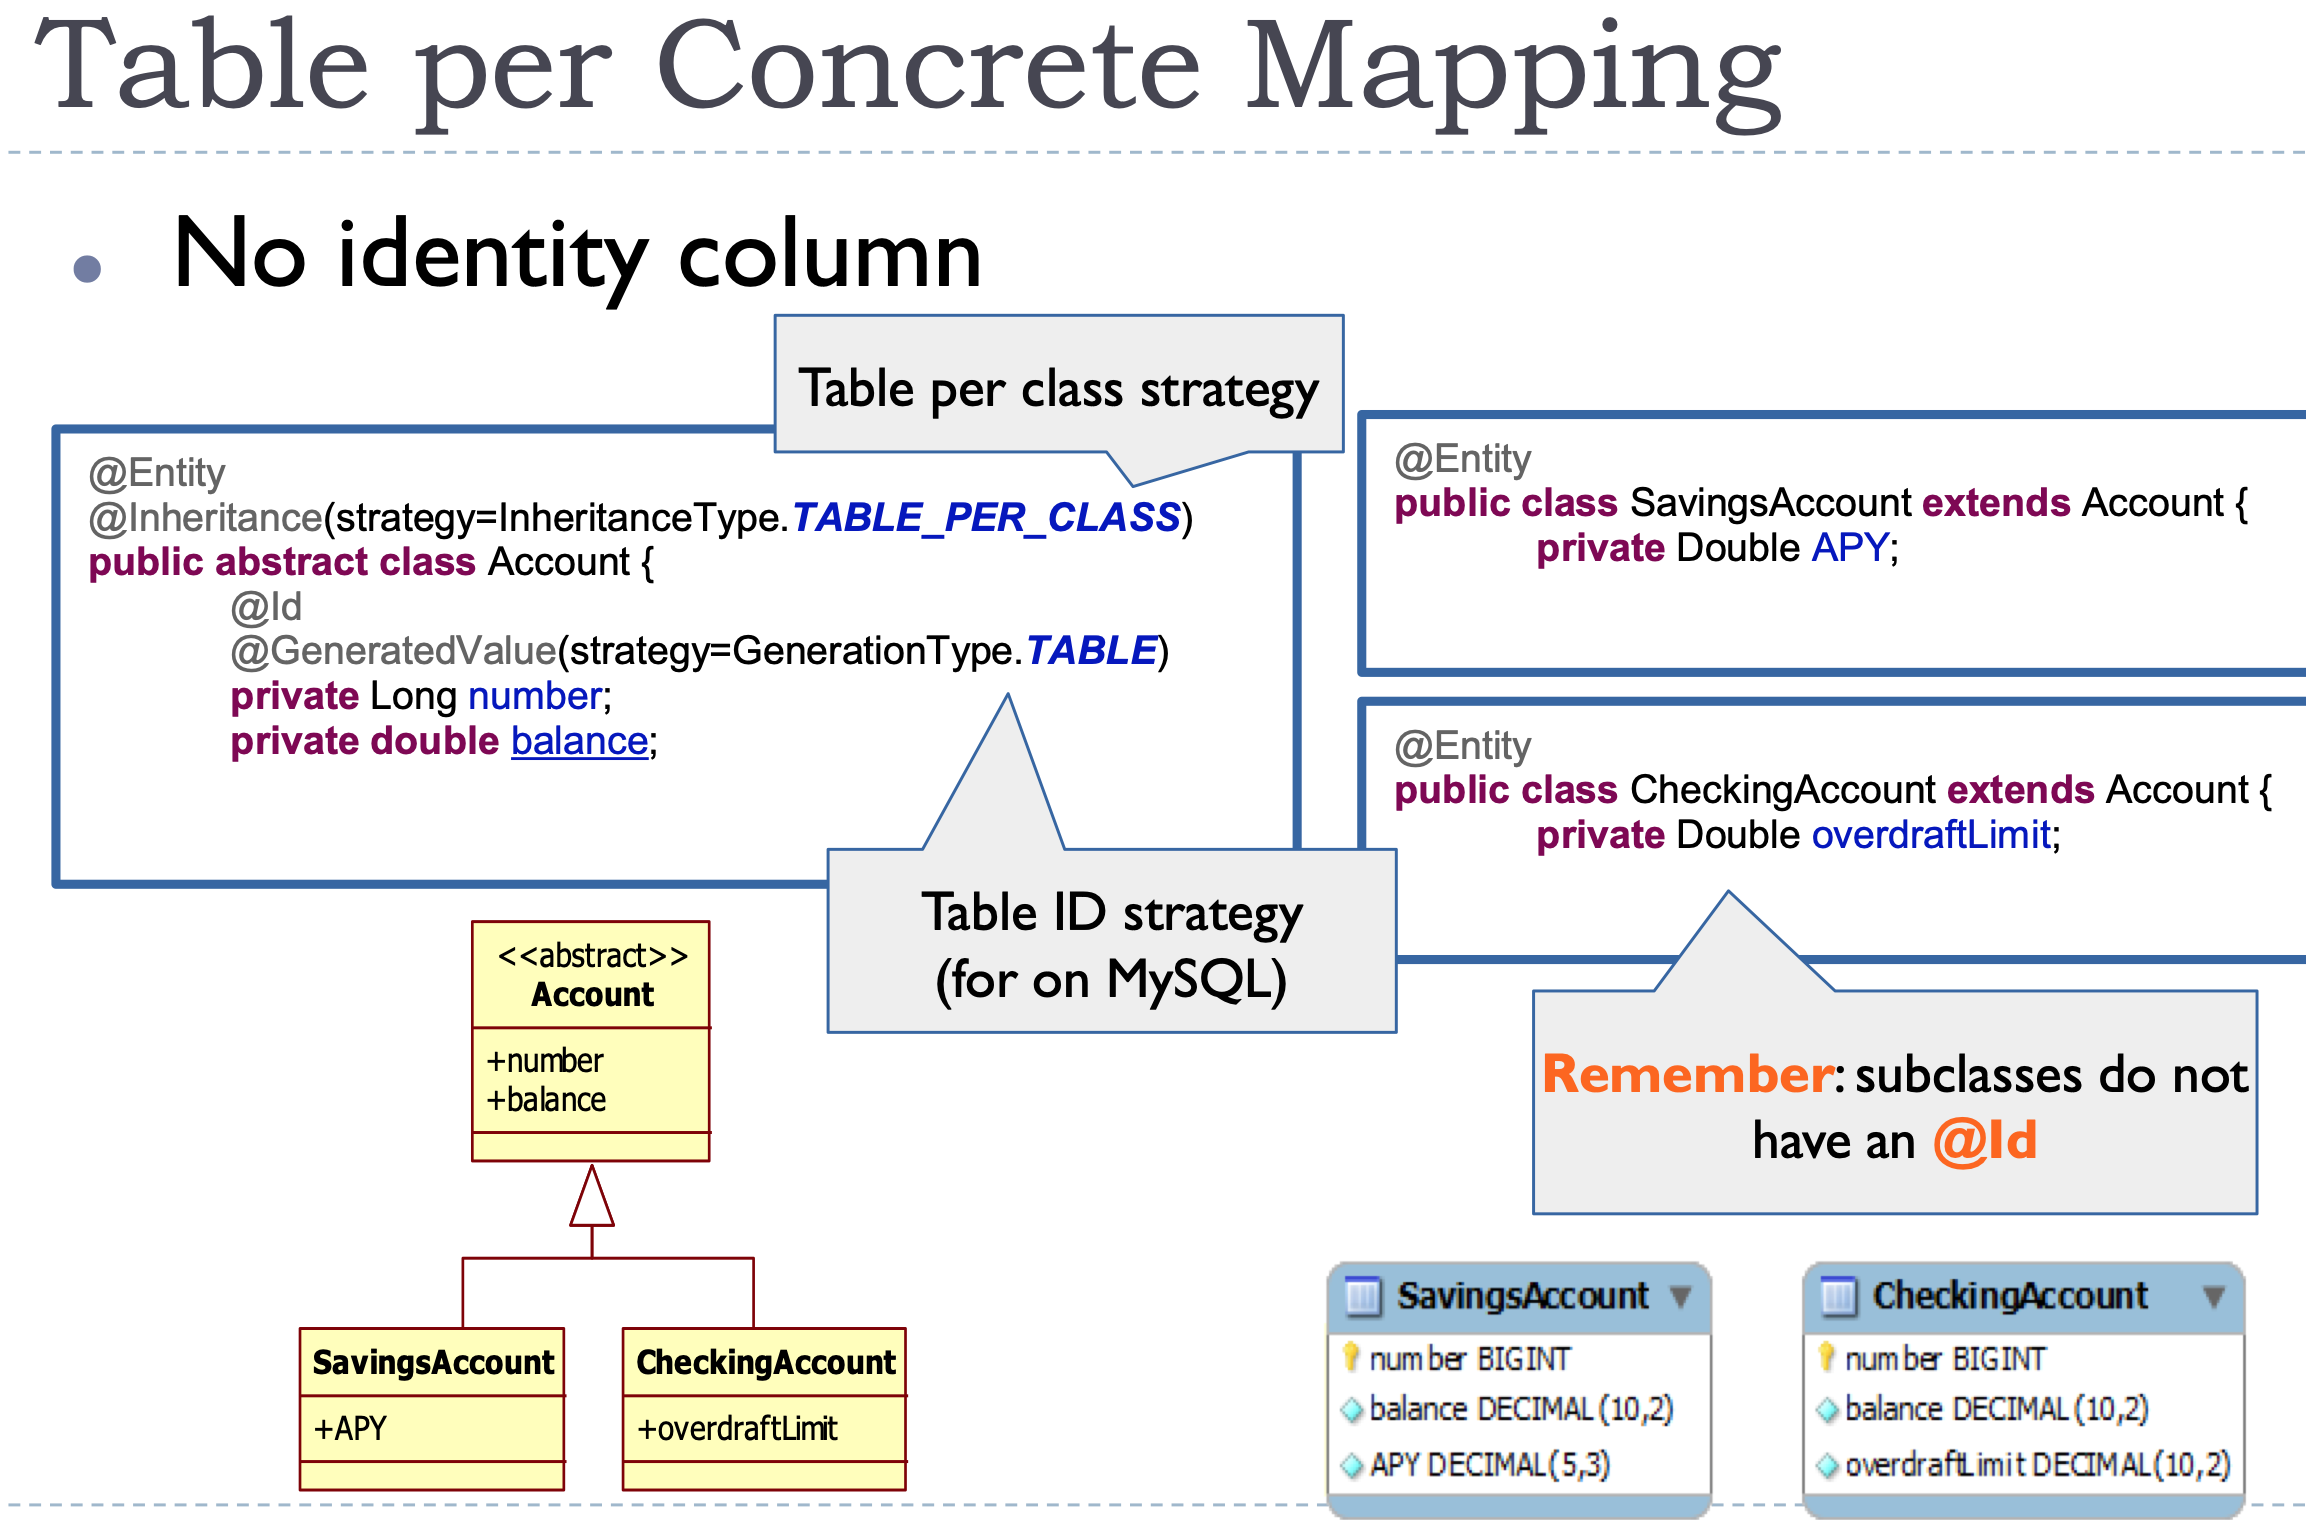 Table per Concrete Mapping
• No identity column
Table per class strategy
@Entity
@Inheritance(strategy=InheritanceType.TABLE_PER_CLASS)
public abstract class Account {
@Id
@GeneratedValue(strategy=GenerationType.TABLE)
private Long number;
private double balance;
@Entity
public class SavingsAccount extends Account {
private Double APY;
@Entity
public class CheckingAccount extends Account {
private Double overdraftLimit;
Table ID strategy
(for on MySQL)
Remember: subclasses do not
have an @Id
<<abstract>>
Account
+number
+balance
SavingsAccount
+APY
CheckingAccount
+overdraftLimit
SavingsAccount
number BIGINT
balance DECIMAL(10,2)
APY DECIMAL(5,3)
CheckingAccount
number BIGINT
balance DECIMAL(10,2)
overdraftLimit DECIMAL(10,2)